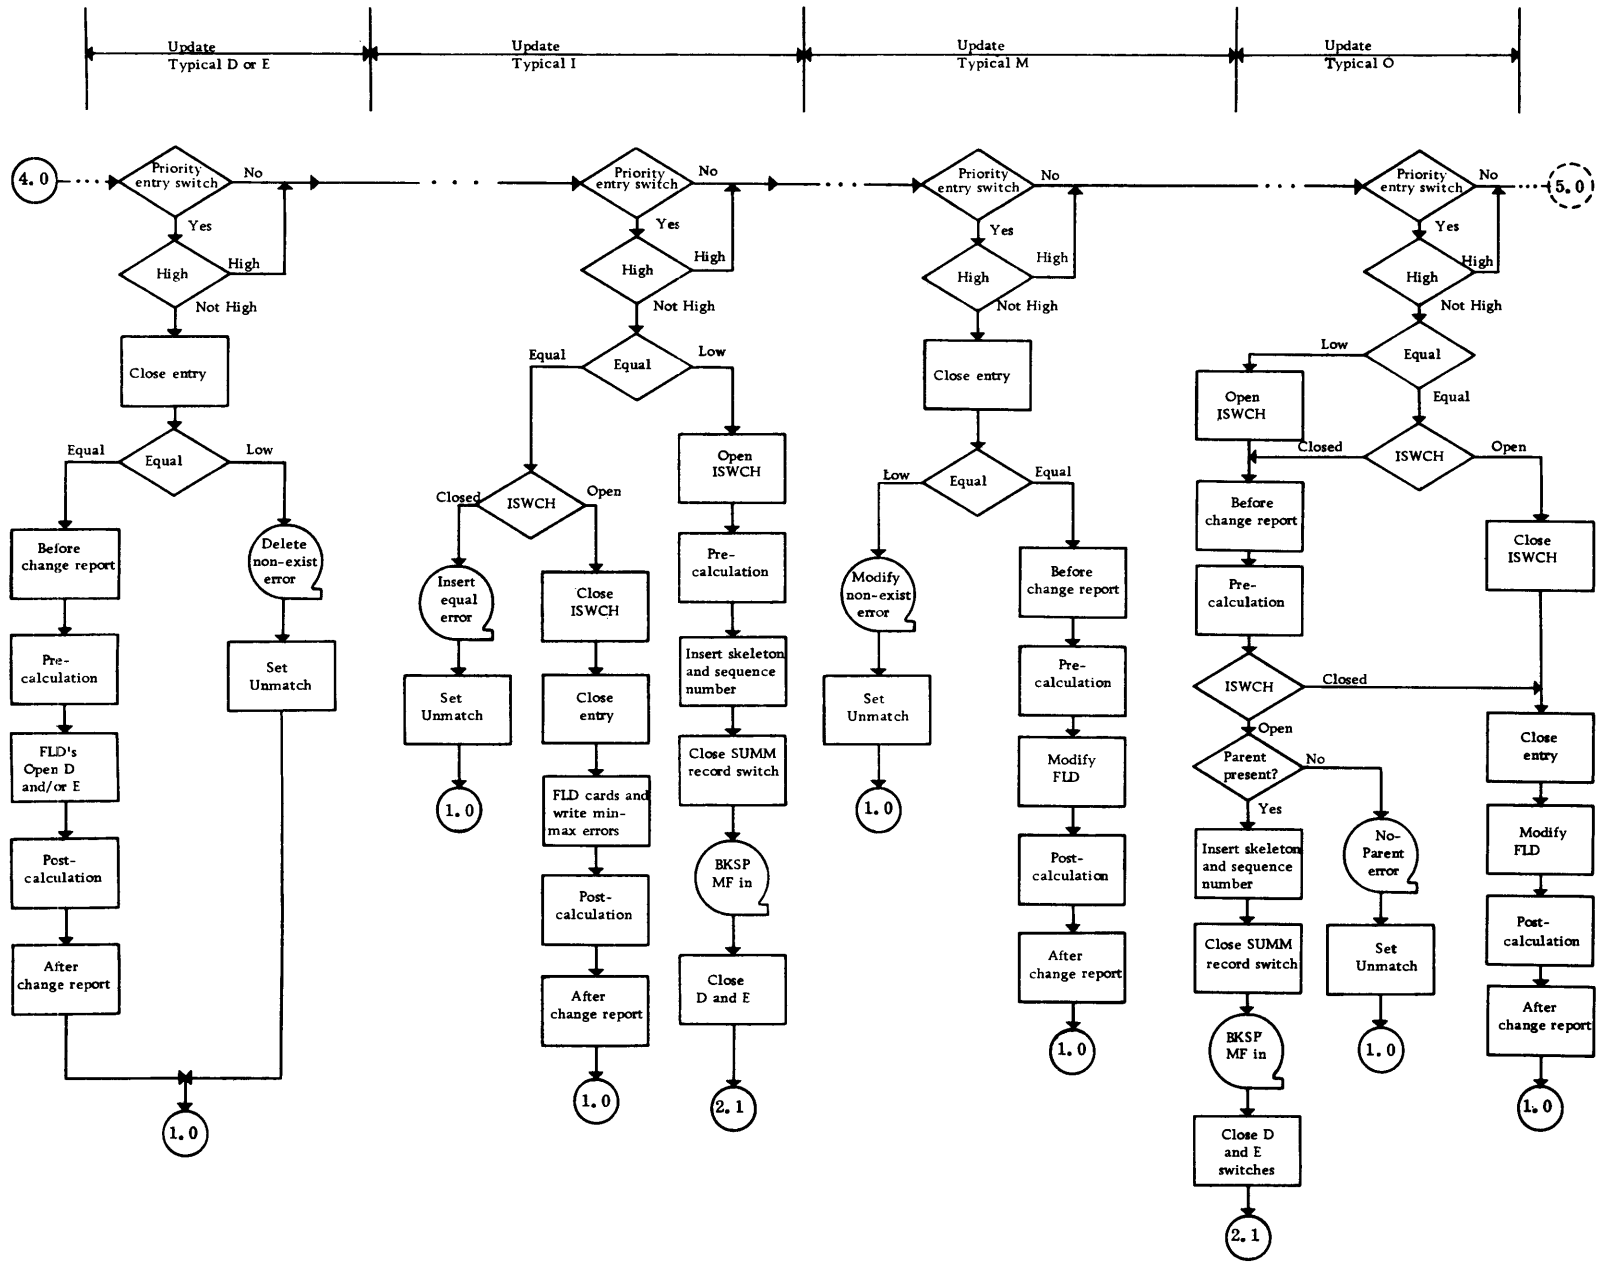 Update
Typical D or E
Update
Typical I
Update
Typical M
Update
Typical O
4.0
Priority
entry switch
No
Yes
High
High
Not High
Close entry
Equal
Equal
Low
Before
change report
Pre-
calculation
FLD's
Open D
and/or E
Post-
calculation
After
change report
Delete
non-exist
error
Set
Unmatch
1.0
Priority
entry switch
No
Yes
High
High
Not High
Equal
Equal
Low
ISWCH
Closed
Open
Insert
equal
error
Set
Unmatch
1.0
Close
ISWCH
Close
entry
FLD cards and
write min-
max errors
Post-
calculation
After
change report
1.0
Open
ISWCH
Pre-
calculation
Insert skeleton
and sequence
number
Close SUMM
record switch
BKSP
MF in
Close
D and E
2.1
Priority
entry switch
No
Yes
High
High
Not High
Close entry
Equal
Low
Equal
Modify
non-exist
error
Set
Unmatch
1.0
Before
change report
Pre-
calculation
Modify
FLD
Post-
calculation
After
change report
1.0
Priority
entry switch
No
5.0
Yes
High
High
Not High
Equal
Low
Equal
Open
ISWCH
ISWCH
Closed
Open
Before
change report
Pre-
calculation
ISWCH
Closed
Open
Parent
present?
No
Yes
Insert skeleton
and sequence
number
Close SUMM
record switch
BKSP
MF in
Close D
and E
switches
2.1
No-
Parent
error
Set
Unmatch
1.0
Close
ISWCH
Close
entry
Modify
FLD
Post-
calculation
After
change report
1.0